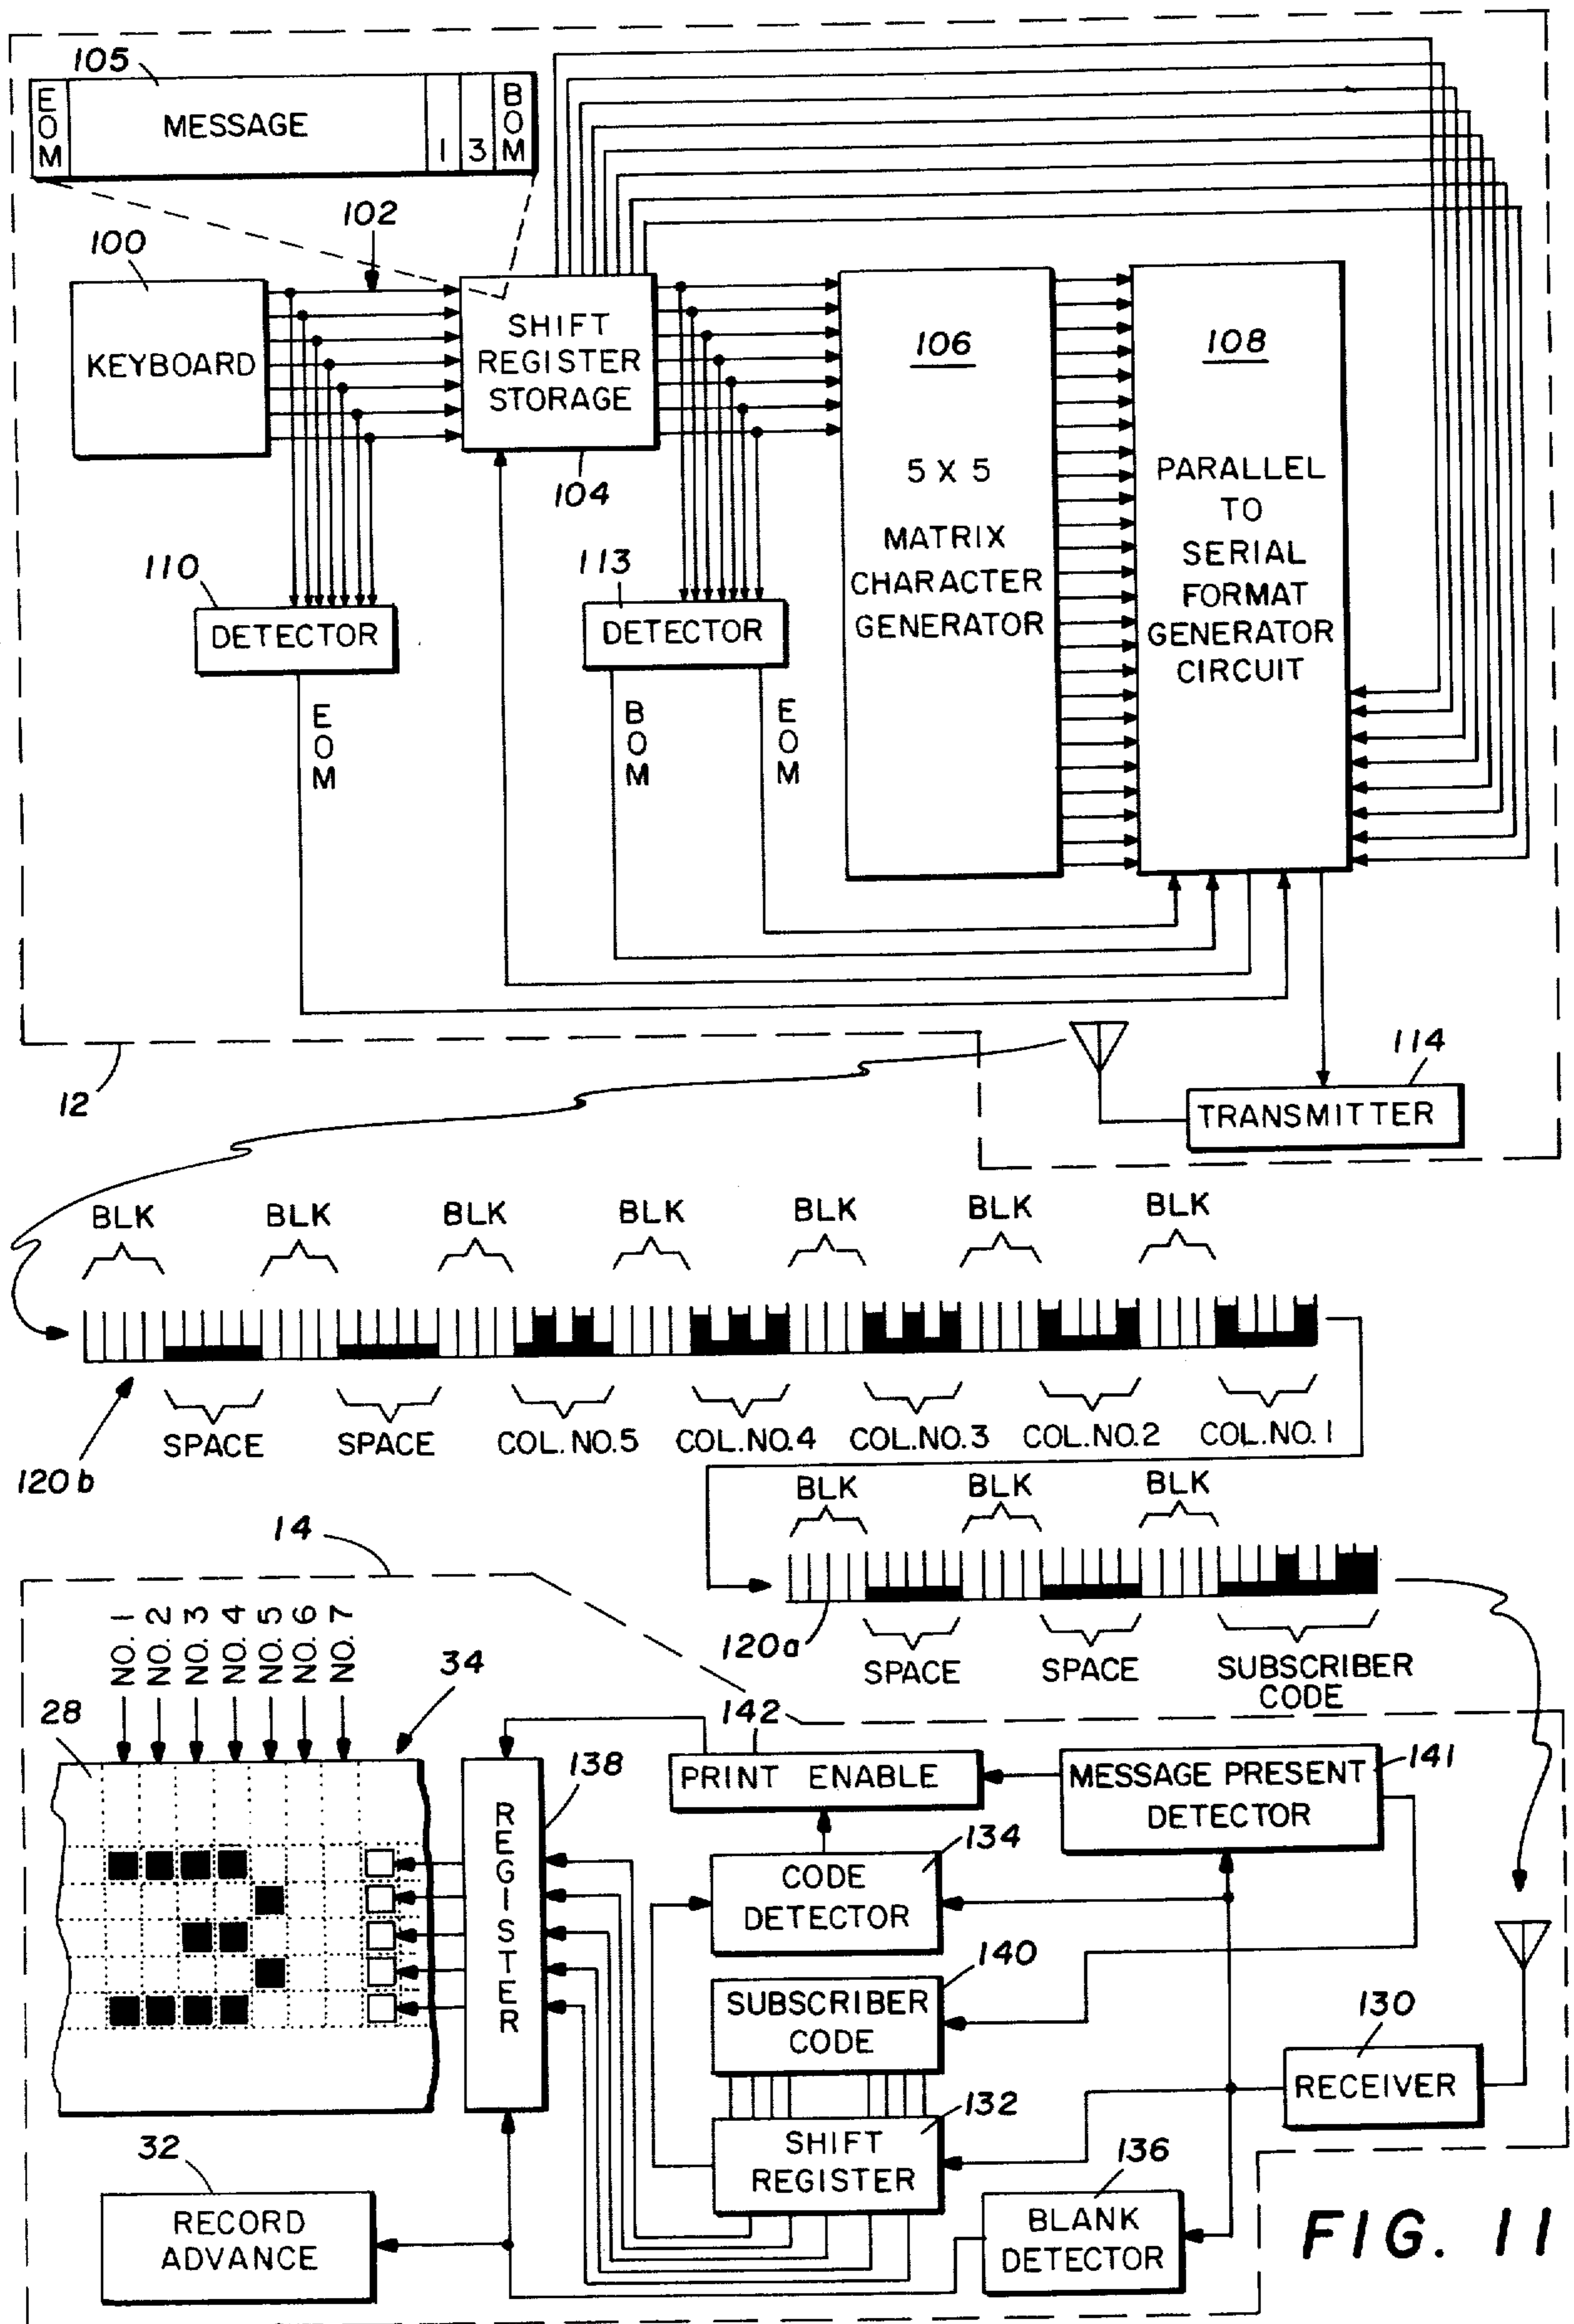 105
EOM
MESSAGE
1
3
BOM
102
100
KEYBOARD
SHIFT
REGISTER
STORAGE
104
106
5 X 5
MATRIX
CHARACTER
GENERATOR
108
PARALLEL
TO
SERIAL
FORMAT
GENERATOR
CIRCUIT
110
DETECTOR
113
DETECTOR
EOM
BOM
EOM
12
114
TRANSMITTER
BLK BLK BLK BLK BLK BLK BLK
SPACE SPACE COL. NO. 5 COL. NO. 4 COL. NO. 3 COL. NO. 2 COL. NO. 1
120b
BLK BLK BLK
120a
SPACE SPACE SUBSCRIBER
CODE
14
NO. 1
NO. 2
NO. 3
NO. 4
NO. 5
NO. 6
NO. 7
34
28
142
138
REGISTER
PRINT ENABLE
141
MESSAGE PRESENT
DETECTOR
134
CODE
DETECTOR
140
SUBSCRIBER
CODE
130
RECEIVER
132
SHIFT
REGISTER
136
BLANK
DETECTOR
32
RECORD
ADVANCE
FIG. 11